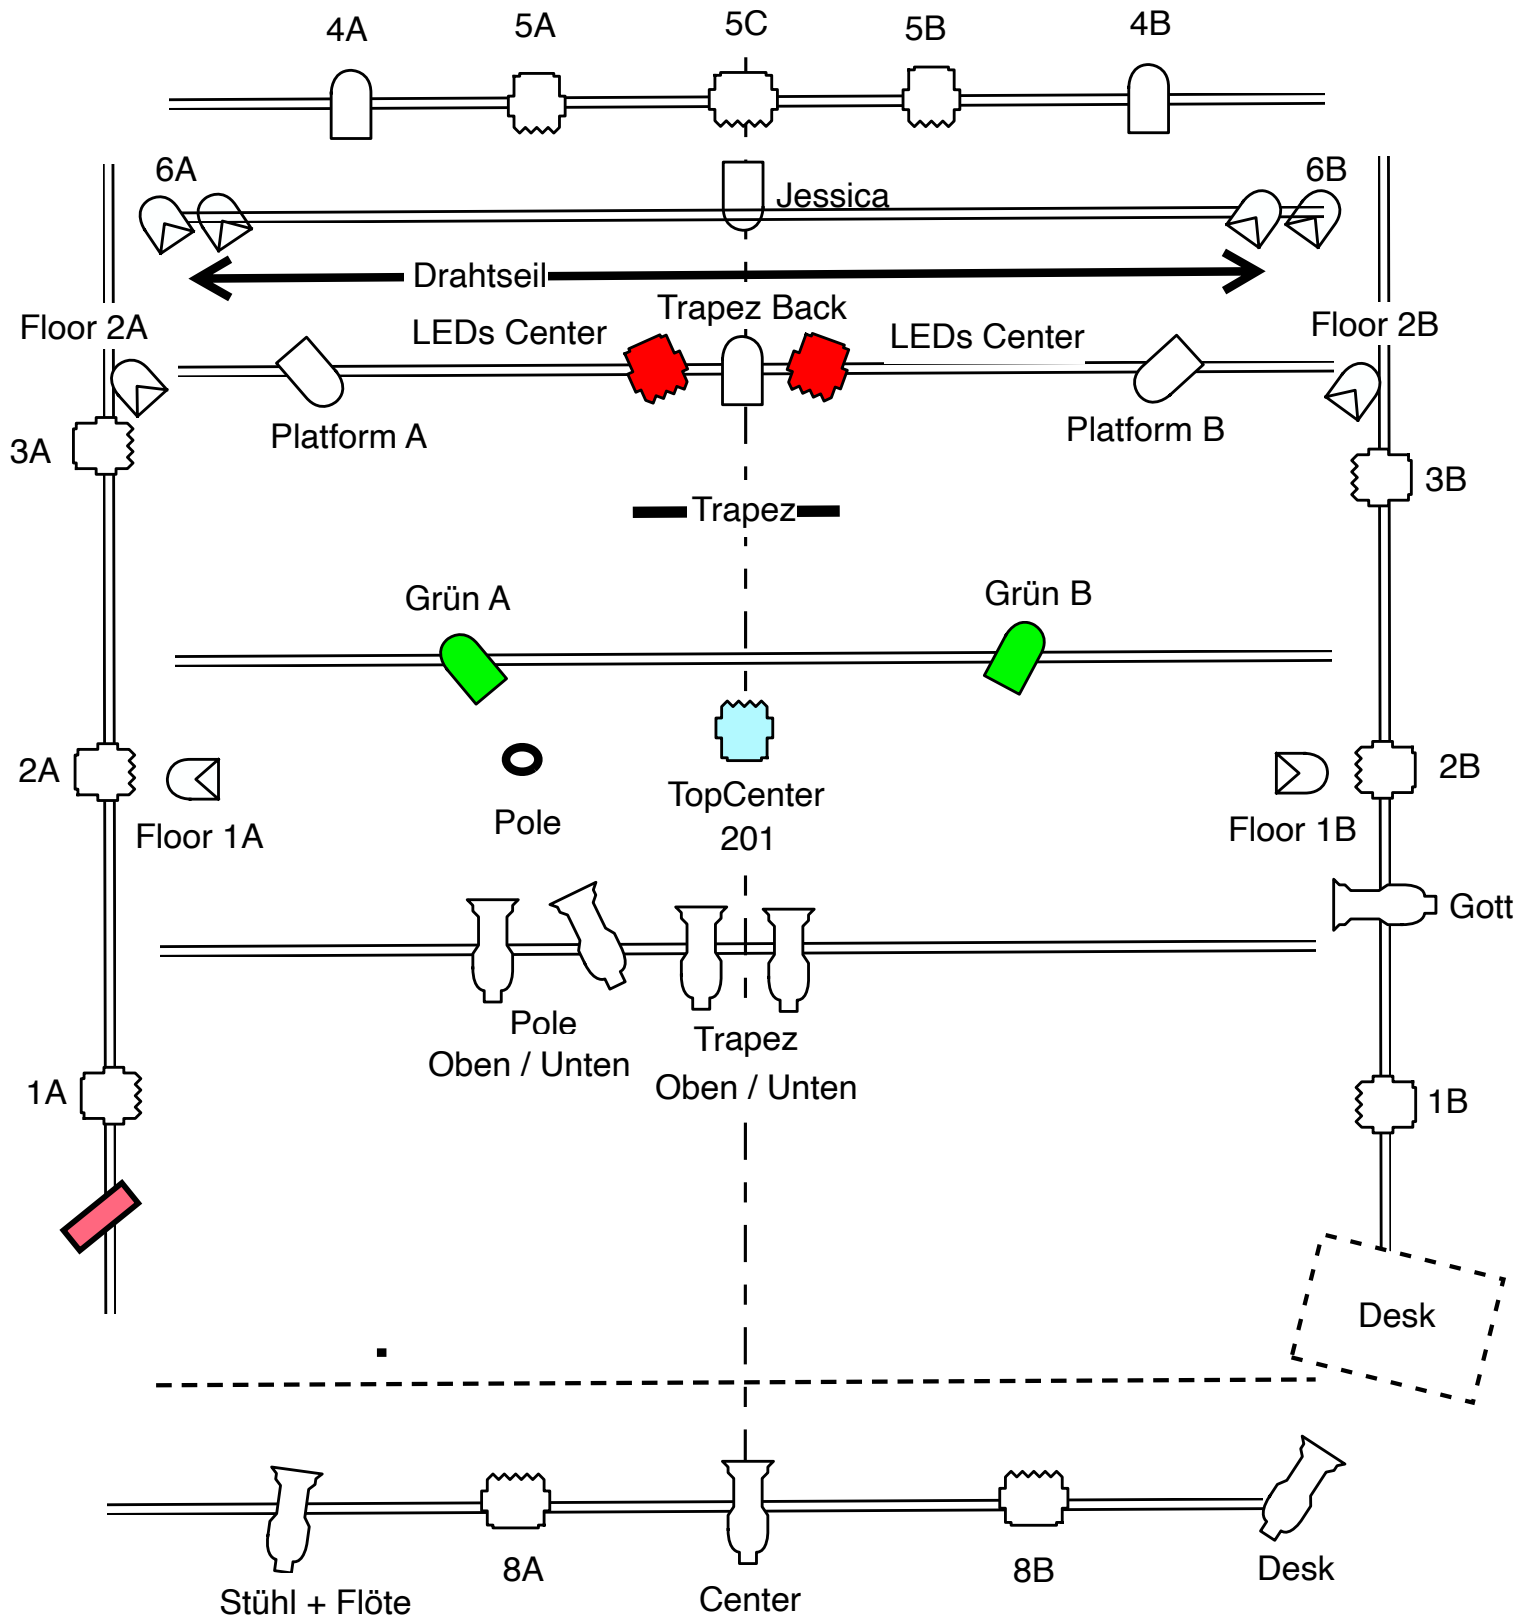 4A
5A
5C
5B
4B
6A
Jessica
6B
Drahtseil
Trapez Back
Floor 2A
LEDs Center
LEDs Center
Floor 2B
Platform A
Platform B
3A
3B
Trapez
Grün A
Grün B
2A
2B
TopCenter
201
Pole
Floor 1A
Floor 1B
Gott
Pole
Oben / Unten
Trapez
Oben / Unten
1A
1B
Desk
8A
8B
Desk
Stühl + Flöte
Center